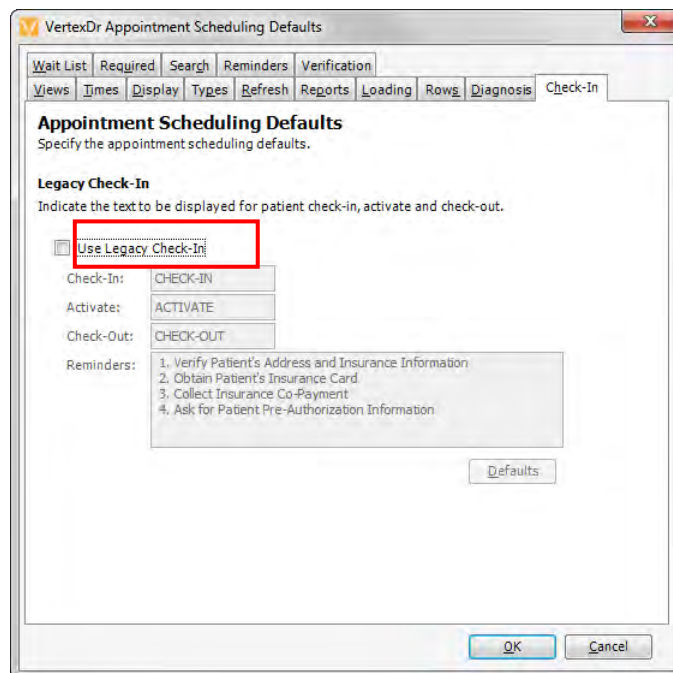 VertexDr Appointment Scheduling Defaults
Wait List Required Search Reminders Verification
Views Times Display Types Refresh Reports Loading Rows Diagnosis Check-In
Appointment Scheduling Defaults
Specify the appointment scheduling defaults.
Legacy Check-In
Indicate the text to be displayed for patient check-in, activate and check-out.
Use Legacy Check-In
Check-In: CHECK-IN
Activate: ACTIVATE
Check-Out: CHECK-OUT
Reminders: 1. Verify Patient's Address and Insurance Information
2. Obtain Patient's Insurance Card
3. Collect Insurance Co-Payment
4. Ask for Patient Pre-Authorization Information
Defaults
OK Cancel